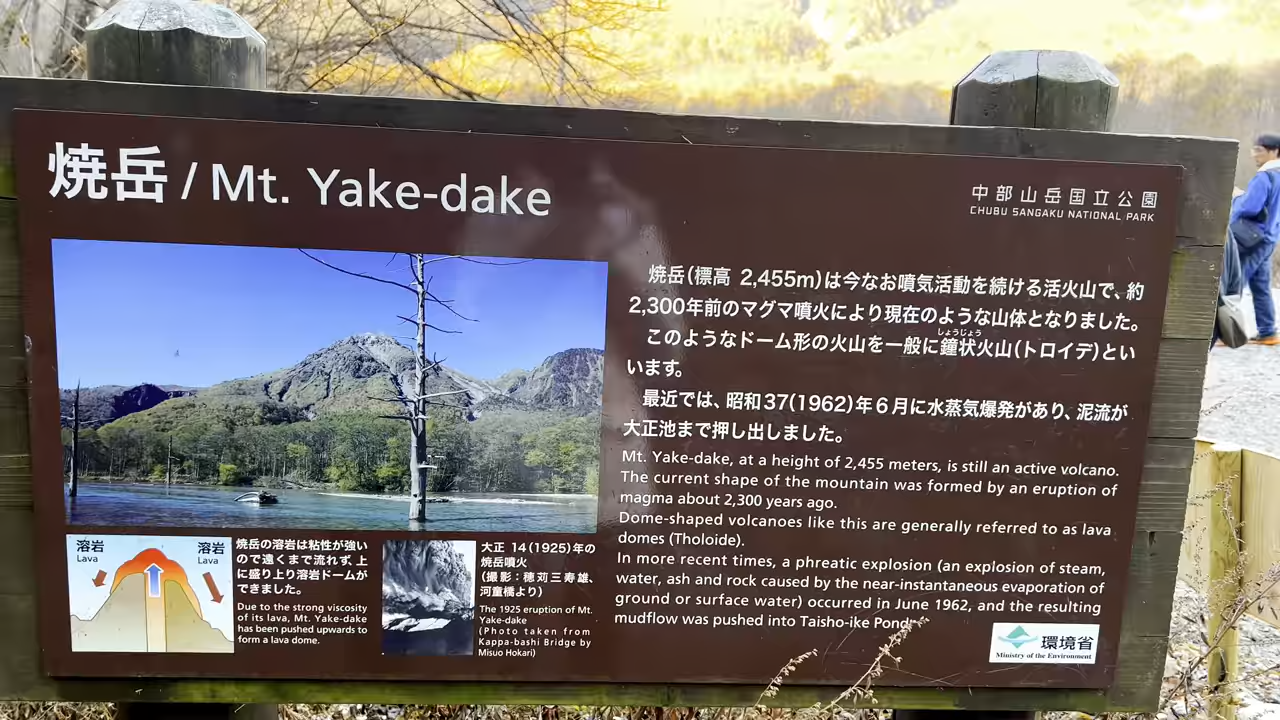 焼岳 / Mt. Yake-dake
中部山岳国立公園
CHUBU SANGAKU NATIONAL PARK
焼岳(標高 2,455m)は今なお噴気活動を続ける活火山で、約
2,300年前のマグマ噴火により現在のような山体となりました。
しょうじょう
このようなドーム形の火山を一般に鐘状火山(トロイデ)とい
います。
最近では、昭和37(1962)年6月に水蒸気爆発があり、泥流が
大正池まで押し出しました。
Mt. Yake-dake, at a height of 2,455 meters, is still an active volcano.
The current shape of the mountain was formed by an eruption of
magma about 2,300 years ago.
Dome-shaped volcanoes like this are generally referred to as lava
domes (Tholoide).
In more recent times, a phreatic explosion (an explosion of steam,
water, ash and rock caused by the near-instantaneous evaporation of
ground or surface water) occurred in June 1962, and the resulting
mudflow was pushed into Taisho-ike Pond.
溶岩
Lava
溶岩
Lava
焼岳の溶岩は粘性が強い
ので遠くまで流れず、上
に盛り上り溶岩ドームが
できました。
Due to the strong viscosity
of its lava, Mt. Yake-dake
has been pushed upwards to
form a lava dome.
大正 14(1925)年の
焼岳噴火
(撮影:穂苅三寿雄、
河童橋より)
The 1925 eruption of Mt.
Yake-dake
(Photo taken from
Kappa-bashi Bridge by
Misuo Hokari)
環境省
Ministry of the Environment